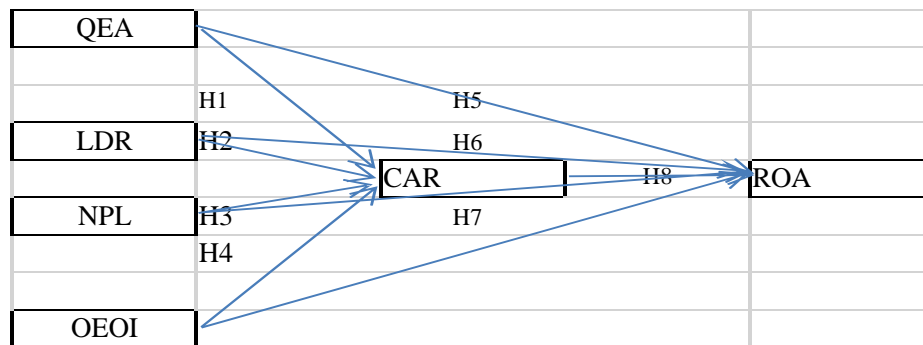 QEA
H1 H5
LDR H2 H6
CAR H8 ROA
NPL H3 H7
H4
OEOI